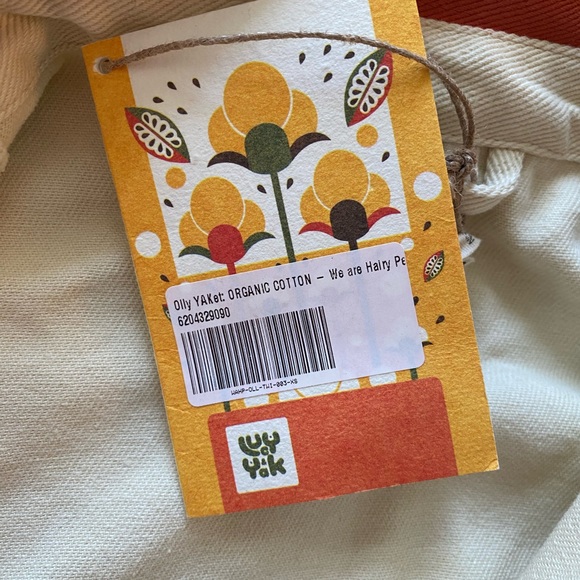 Olly YAKet: ORGANIC COTTON – We are Hairy Pe
6204329090
WAHP-OLL-TWI-003-XS
LUCY
& YAK